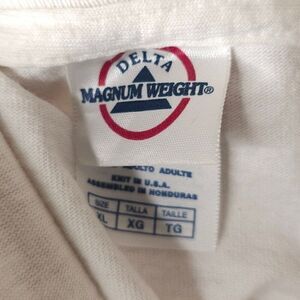 DELTA
MAGNUM WEIGHT®
ADULTO ADULTE
KNIT IN U.S.A.
ASSEMBLED IN HONDURAS
SIZE TALLA TAILLE
XL XG TG